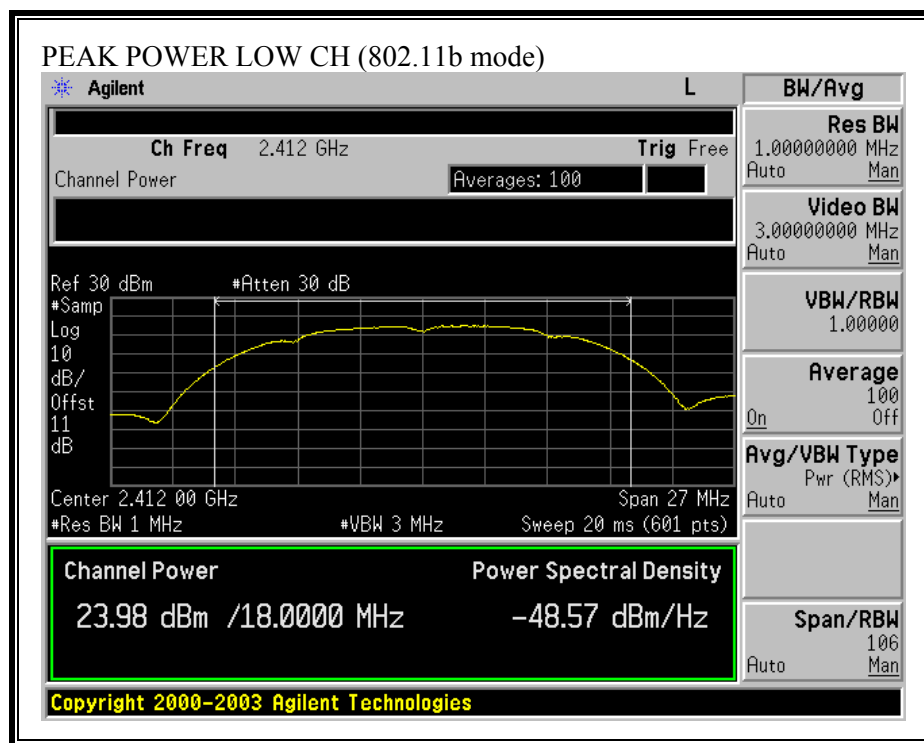 PEAK POWER LOW CH (802.11b mode)
Agilent L BW/Avg
Ch Freq 2.412 GHz Trig Free
Channel Power Averages: 100
Ref 30 dBm #Atten 30 dB
#Samp
Log
10
dB/
Offst
11
dB
Center 2.412 00 GHz Span 27 MHz
#Res BW 1 MHz #VBW 3 MHz Sweep 20 ms (601 pts)
Channel Power Power Spectral Density
23.98 dBm /18.0000 MHz -48.57 dBm/Hz
Copyright 2000-2003 Agilent Technologies
Res BW
1.00000000 MHz
Auto Man
Video BW
3.00000000 MHz
Auto Man
VBW/RBW
1.00000
Average
100
On Off
Avg/VBW Type
Pwr (RMS)▸
Auto Man
Span/RBW
106
Auto Man